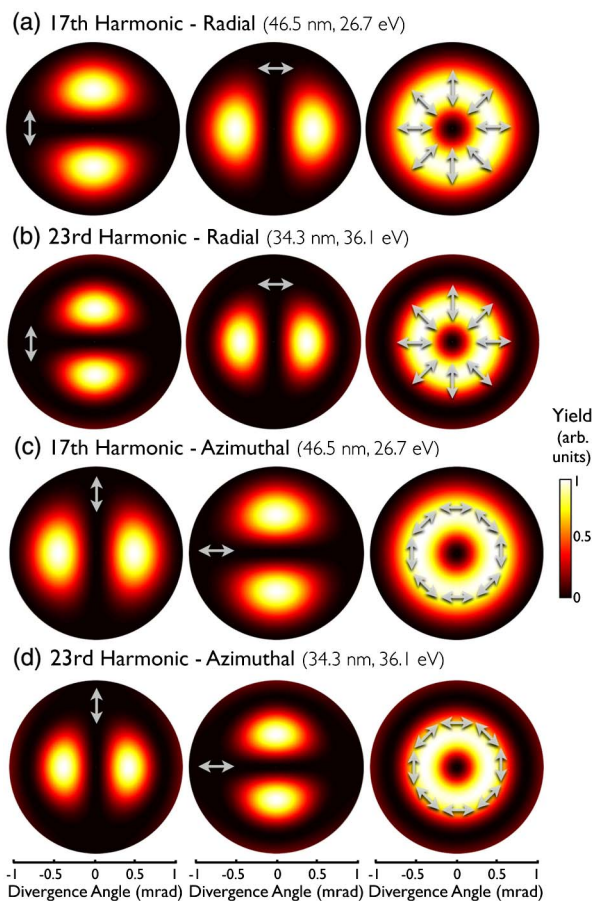 (a) 17th Harmonic - Radial (46.5 nm, 26.7 eV)
(b) 23rd Harmonic - Radial (34.3 nm, 36.1 eV)
Yield
(arb.
units)
1
0.5
0
(c) 17th Harmonic - Azimuthal (46.5 nm, 26.7 eV)
(d) 23rd Harmonic - Azimuthal (34.3 nm, 36.1 eV)
-1 -0.5 0 0.5 1 -1 -0.5 0 0.5 1 -1 -0.5 0 0.5 1
Divergence Angle (mrad) Divergence Angle (mrad) Divergence Angle (mrad)